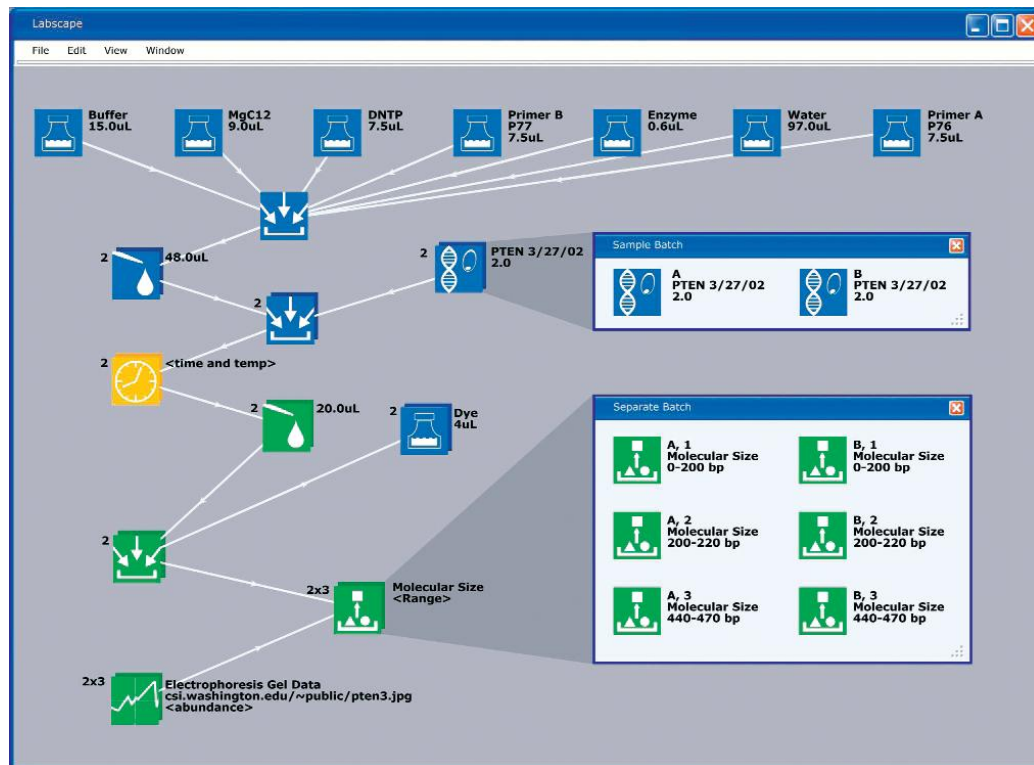 Labscape
File Edit View Window
Buffer
15.0uL
MgC12
9.0uL
DNTP
7.5uL
Primer B
P77
7.5uL
Enzyme
0.6uL
Water
97.0uL
Primer A
P76
7.5uL
2
48.0uL
2
PTEN 3/27/02
2.0
Sample Batch
A
PTEN 3/27/02
2.0
B
PTEN 3/27/02
2.0
2
2
<time and temp>
2
20.0uL
2
Dye
4uL
Separate Batch
A, 1
Molecular Size
0-200 bp
B, 1
Molecular Size
0-200 bp
A, 2
Molecular Size
200-220 bp
B, 2
Molecular Size
200-220 bp
A, 3
Molecular Size
440-470 bp
B, 3
Molecular Size
440-470 bp
2
2x3
Molecular Size
<Range>
2x3
Electrophoresis Gel Data
csi.washington.edu/~public/pten3.jpg
<abundance>